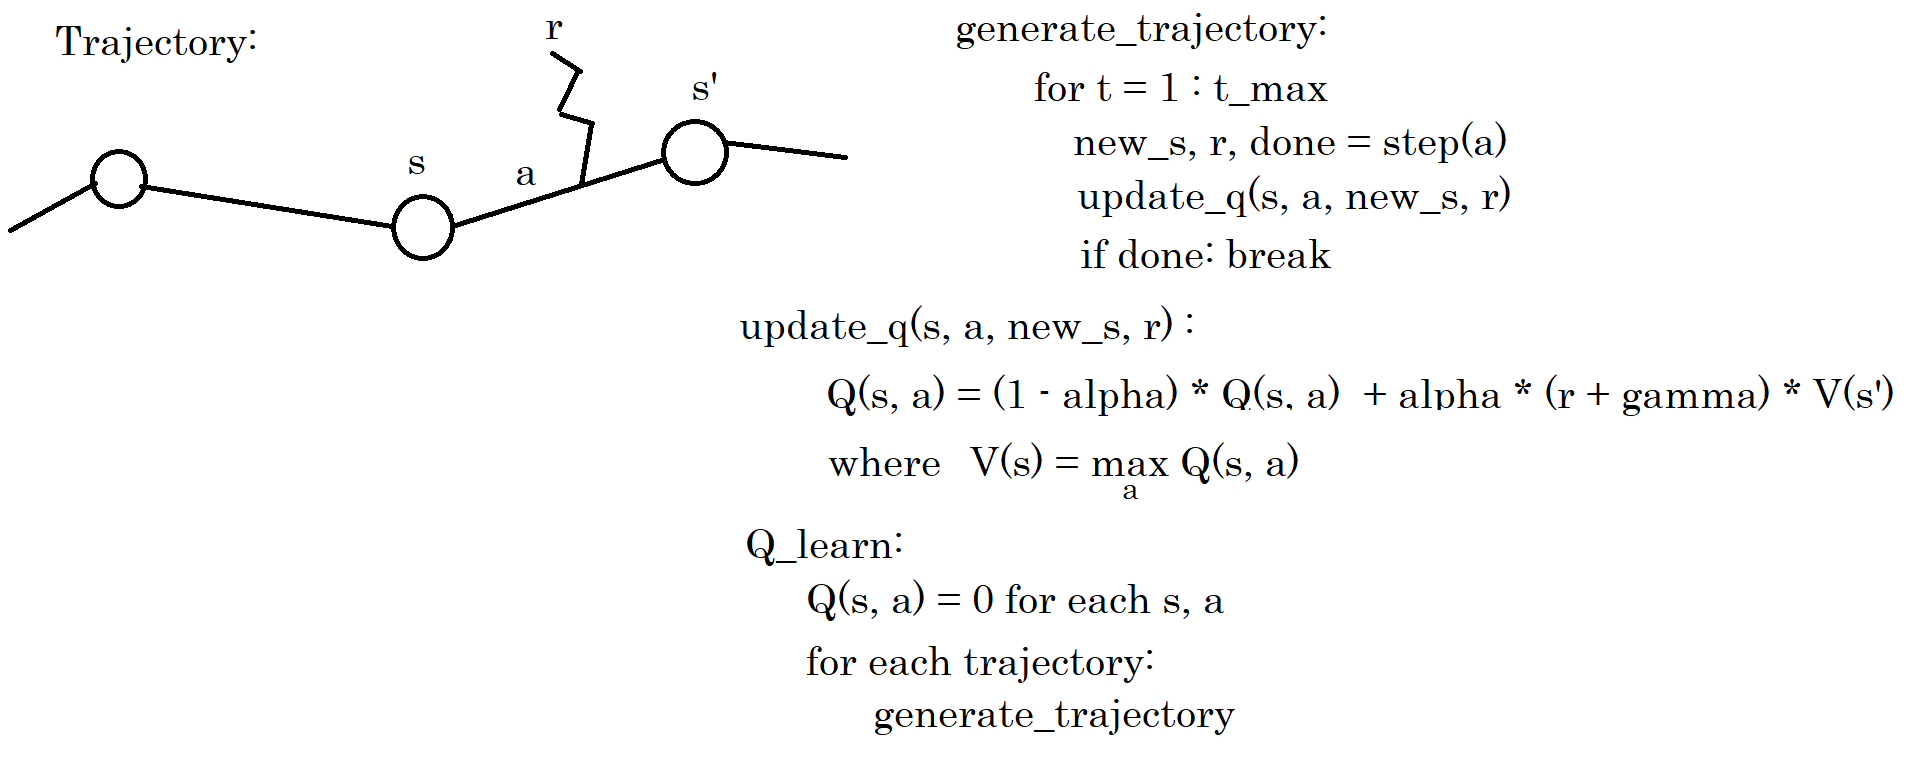 Trajectory:
r
s'
s
a
generate_trajectory:
for t = 1 : t_max
new_s, r, done = step(a)
update_q(s, a, new_s, r)
if done: break
update_q(s, a, new_s, r) :
Q(s, a) = (1 - alpha) * Q(s, a) + alpha * (r + gamma) * V(s')
where V(s) = max Q(s, a)
a
Q_learn:
Q(s, a) = 0 for each s, a
for each trajectory:
generate_trajectory